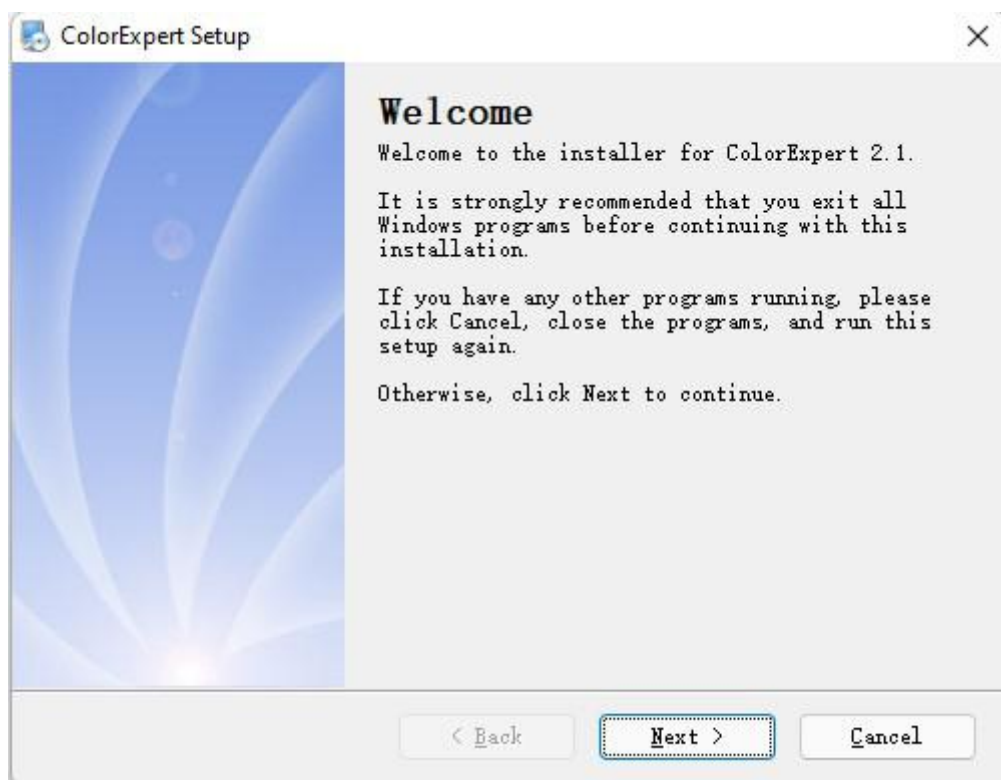 ColorExpert Setup
Welcome
Welcome to the installer for ColorExpert 2.1.
It is strongly recommended that you exit all
Windows programs before continuing with this
installation.
If you have any other programs running, please
click Cancel, close the programs, and run this
setup again.
Otherwise, click Next to continue.
< Back
Next >
Cancel